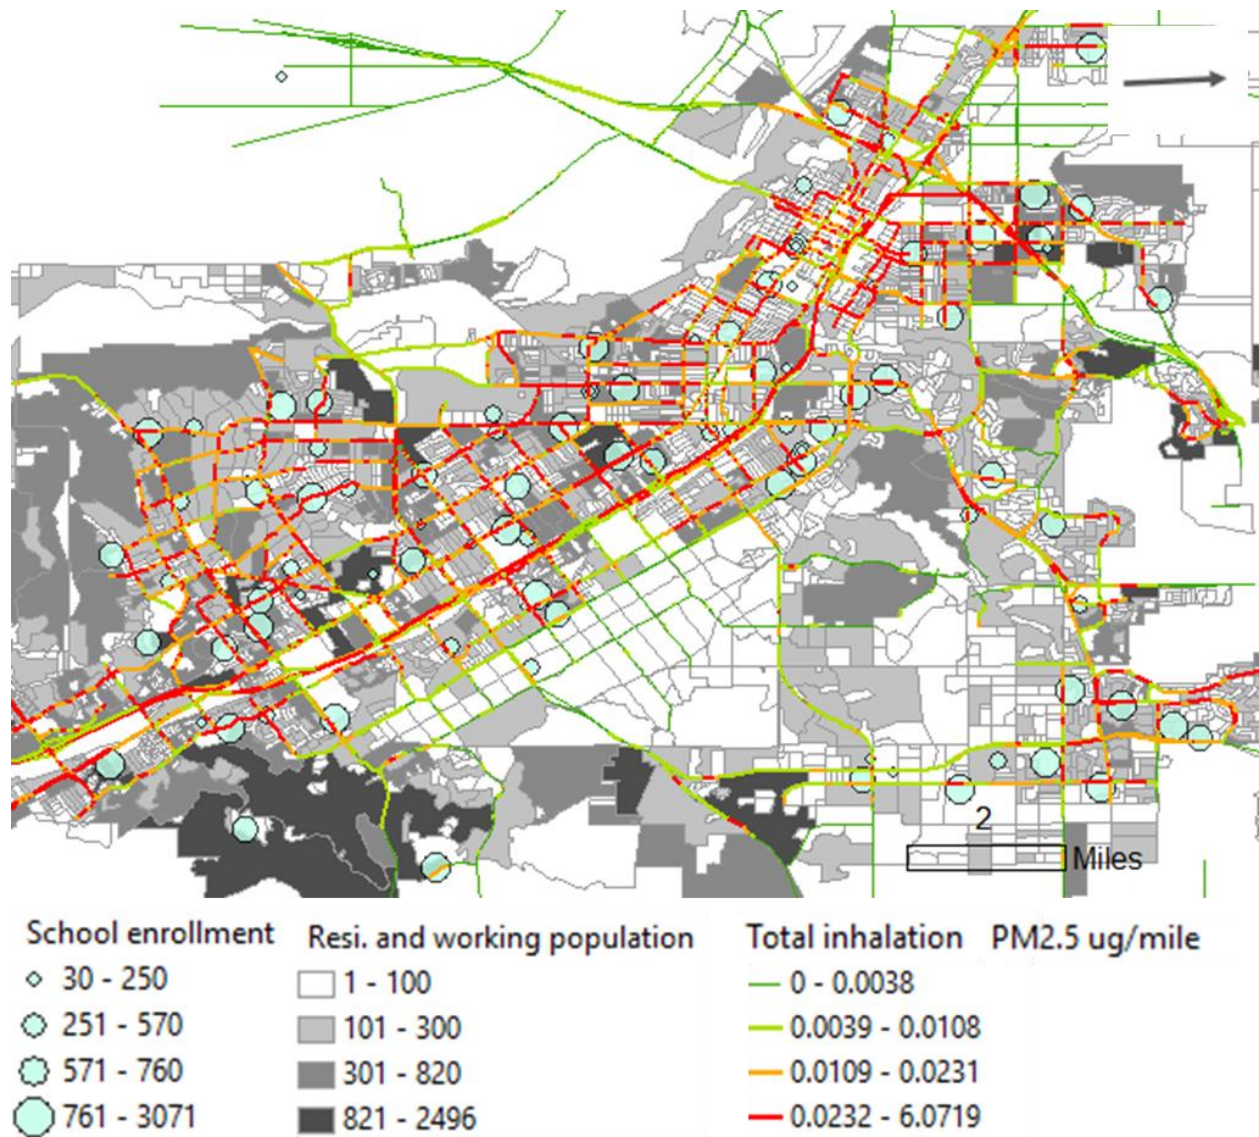 2
Miles
School enrollment
30 - 250
251 - 570
571 - 760
761 - 3071
Resi. and working population
1 - 100
101 - 300
301 - 820
821 - 2496
Total inhalation PM2.5 ug/mile
0 - 0.0038
0.0039 - 0.0108
0.0109 - 0.0231
0.0232 - 6.0719